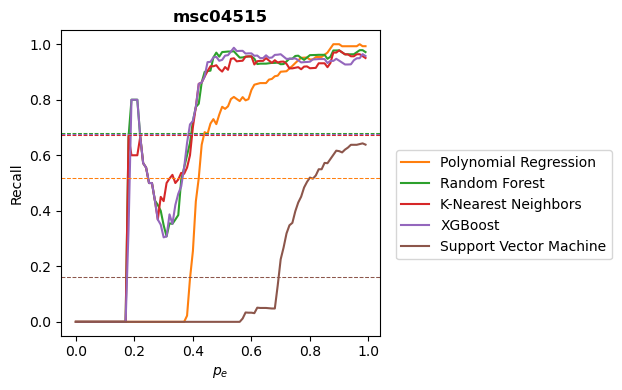 msc04515
Recall
1.0
0.8
0.6
0.4
0.2
0.0
0.0 0.2 0.4 0.6 0.8 1.0
pₑ
Polynomial Regression
Random Forest
K-Nearest Neighbors
XGBoost
Support Vector Machine